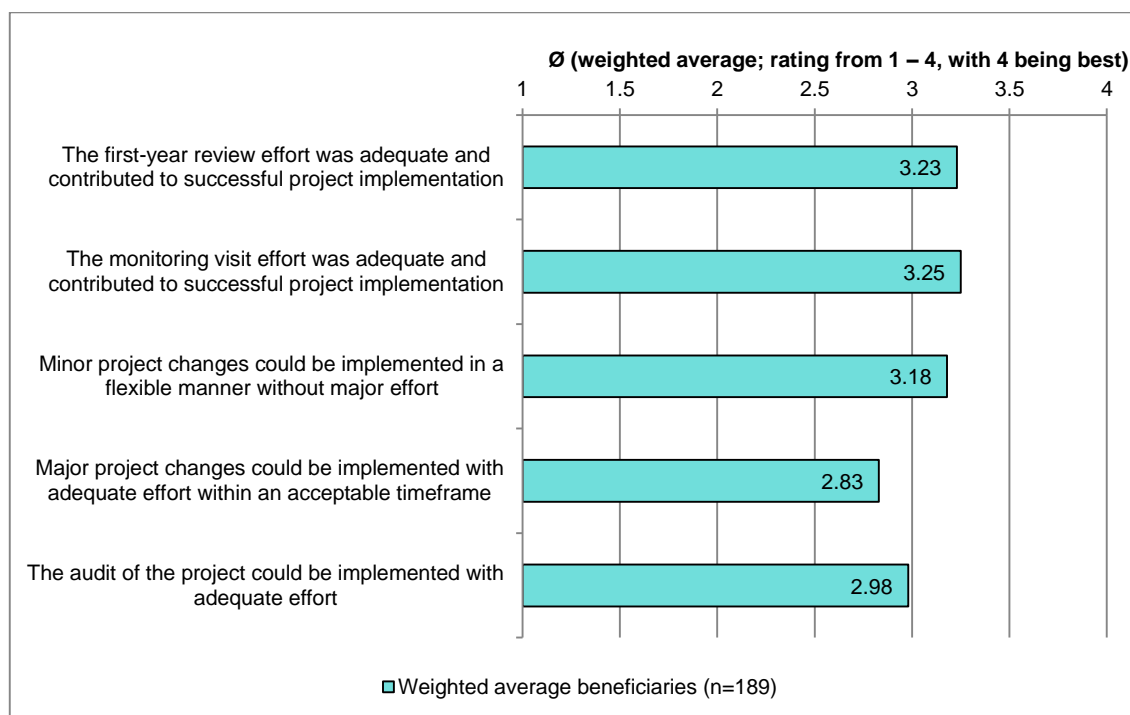 Ø (weighted average; rating from 1 – 4, with 4 being best)
1 1.5 2 2.5 3 3.5 4
The first-year review effort was adequate and
contributed to successful project implementation
3.23
The monitoring visit effort was adequate and
contributed to successful project implementation
3.25
Minor project changes could be implemented in a
flexible manner without major effort
3.18
Major project changes could be implemented with
adequate effort within an acceptable timeframe
2.83
The audit of the project could be implemented with
adequate effort
2.98
Weighted average beneficiaries (n=189)